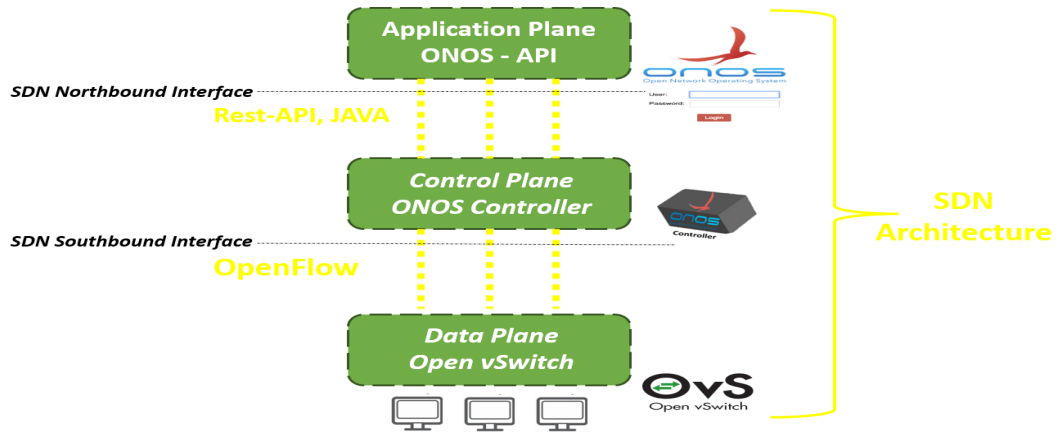 Application Plane
ONOS - API
onos
Open Network Operating System
User:
Password:
Login
SDN Northbound Interface
Rest-API, JAVA
Control Plane
ONOS Controller
onos
Controller
SDN Southbound Interface
OpenFlow
SDN
Architecture
Data Plane
Open vSwitch
OvS
Open vSwitch